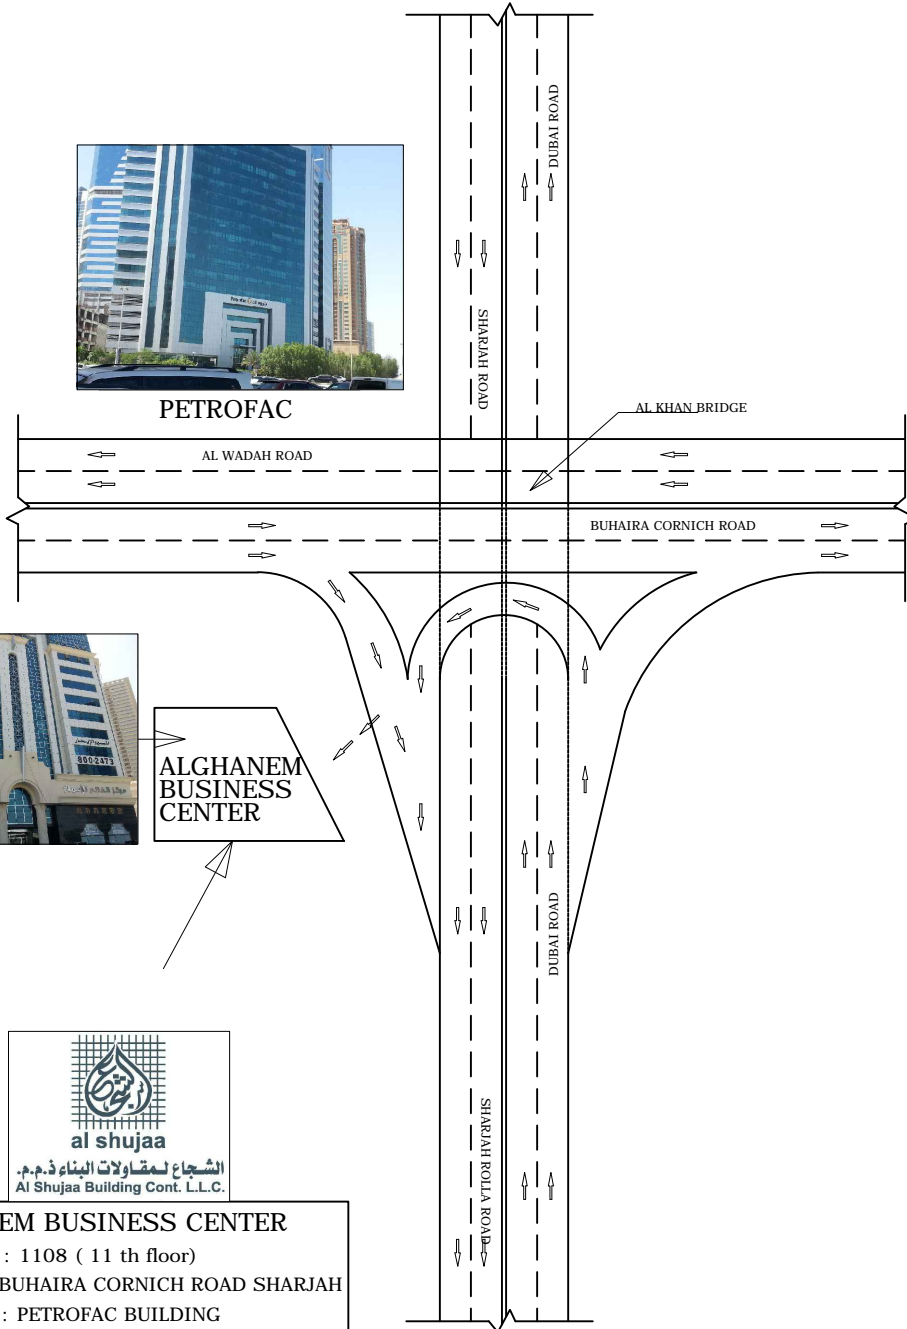 DUBAI ROAD
SHARJAH ROAD
PETROFAC
AL KHAN BRIDGE
AL WADAH ROAD
BUHAIRA CORNICH ROAD
800-2473
ALGHANEM
BUSINESS
CENTER
DUBAI ROAD
SHARJAH ROLLA ROAD
al shujaa
الشجاع لمقاولات البناء ذ.م.م.
Al Shujaa Building Cont. L.L.C.
EM BUSINESS CENTER
: 1108 ( 11 th floor)
BUHAIRA CORNICH ROAD SHARJAH
: PETROFAC BUILDING